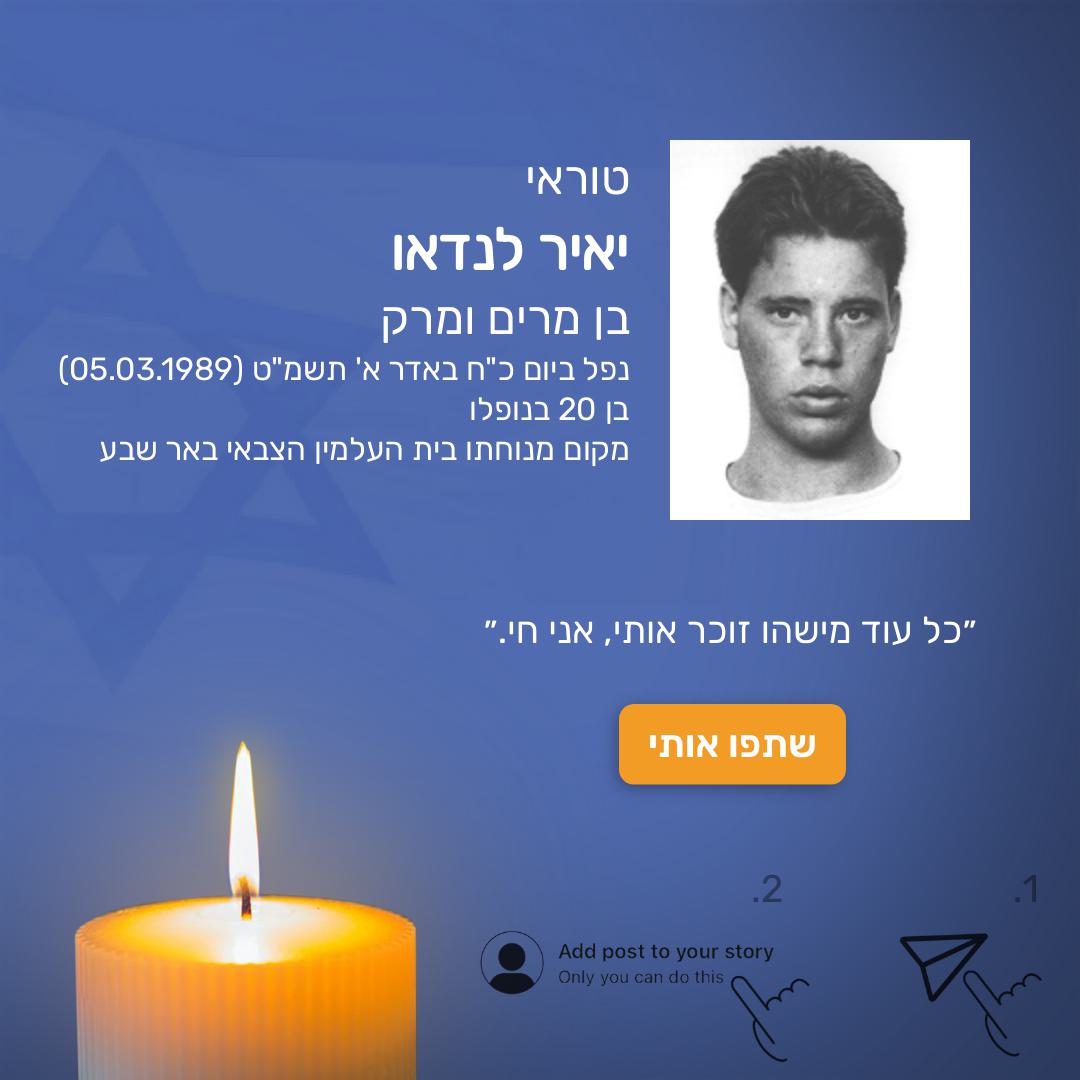 טוראי
יאיר לנדאו
בן מרים ומרק
נפל ביום כ"ח באדר א' תשמ"ט (05.03.1989)
בן 20 בנופלו
מקום מנוחתו בית העלמין הצבאי באר שבע
״כל עוד מישהו זוכר אותי, אני חי.״
שתפו אותי
1.
2.
Add post to your story
Only you can do this